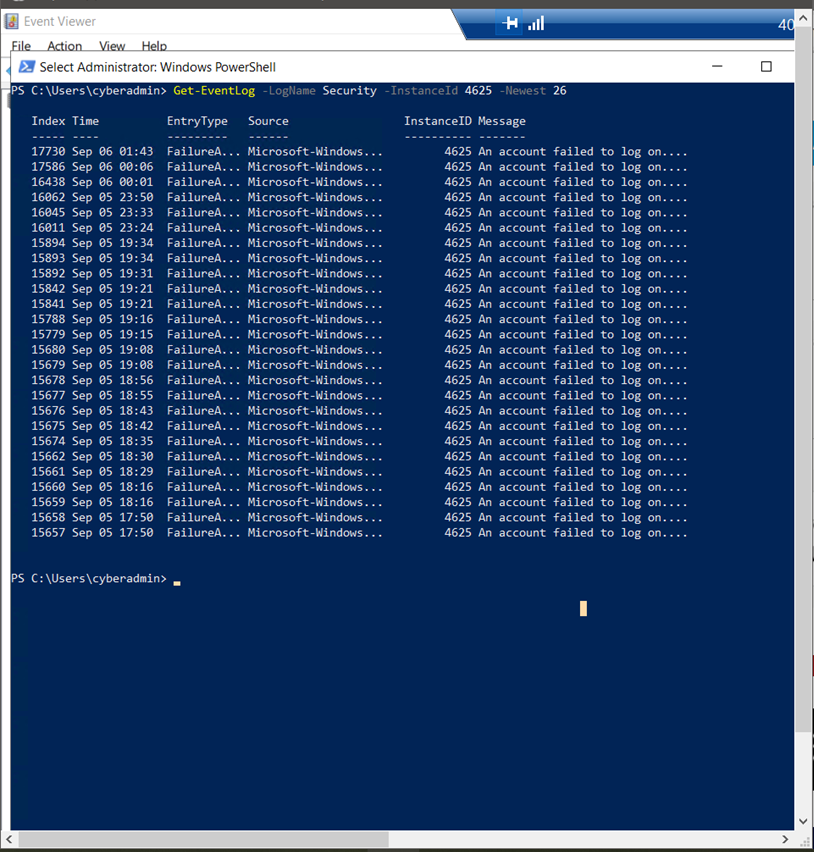 Event Viewer
40
File Action View Help
Select Administrator: Windows PowerShell
PS C:\Users\cyberadmin> Get-EventLog -LogName Security -InstanceId 4625 -Newest 26
Index Time EntryType Source InstanceID Message
----- ---- --------- ------ ---------- -------
17730 Sep 06 01:43 FailureA... Microsoft-Windows... 4625 An account failed to log on....
17586 Sep 06 00:06 FailureA... Microsoft-Windows... 4625 An account failed to log on....
16438 Sep 06 00:01 FailureA... Microsoft-Windows... 4625 An account failed to log on....
16062 Sep 05 23:50 FailureA... Microsoft-Windows... 4625 An account failed to log on....
16045 Sep 05 23:33 FailureA... Microsoft-Windows... 4625 An account failed to log on....
16011 Sep 05 23:24 FailureA... Microsoft-Windows... 4625 An account failed to log on....
15894 Sep 05 19:34 FailureA... Microsoft-Windows... 4625 An account failed to log on....
15893 Sep 05 19:34 FailureA... Microsoft-Windows... 4625 An account failed to log on....
15892 Sep 05 19:31 FailureA... Microsoft-Windows... 4625 An account failed to log on....
15842 Sep 05 19:21 FailureA... Microsoft-Windows... 4625 An account failed to log on....
15841 Sep 05 19:21 FailureA... Microsoft-Windows... 4625 An account failed to log on....
15788 Sep 05 19:16 FailureA... Microsoft-Windows... 4625 An account failed to log on....
15779 Sep 05 19:15 FailureA... Microsoft-Windows... 4625 An account failed to log on....
15680 Sep 05 19:08 FailureA... Microsoft-Windows... 4625 An account failed to log on....
15679 Sep 05 19:08 FailureA... Microsoft-Windows... 4625 An account failed to log on....
15678 Sep 05 18:56 FailureA... Microsoft-Windows... 4625 An account failed to log on....
15677 Sep 05 18:55 FailureA... Microsoft-Windows... 4625 An account failed to log on....
15676 Sep 05 18:43 FailureA... Microsoft-Windows... 4625 An account failed to log on....
15675 Sep 05 18:42 FailureA... Microsoft-Windows... 4625 An account failed to log on....
15674 Sep 05 18:35 FailureA... Microsoft-Windows... 4625 An account failed to log on....
15662 Sep 05 18:30 FailureA... Microsoft-Windows... 4625 An account failed to log on....
15661 Sep 05 18:29 FailureA... Microsoft-Windows... 4625 An account failed to log on....
15660 Sep 05 18:16 FailureA... Microsoft-Windows... 4625 An account failed to log on....
15659 Sep 05 18:16 FailureA... Microsoft-Windows... 4625 An account failed to log on....
15658 Sep 05 17:50 FailureA... Microsoft-Windows... 4625 An account failed to log on....
15657 Sep 05 17:50 FailureA... Microsoft-Windows... 4625 An account failed to log on....
PS C:\Users\cyberadmin>